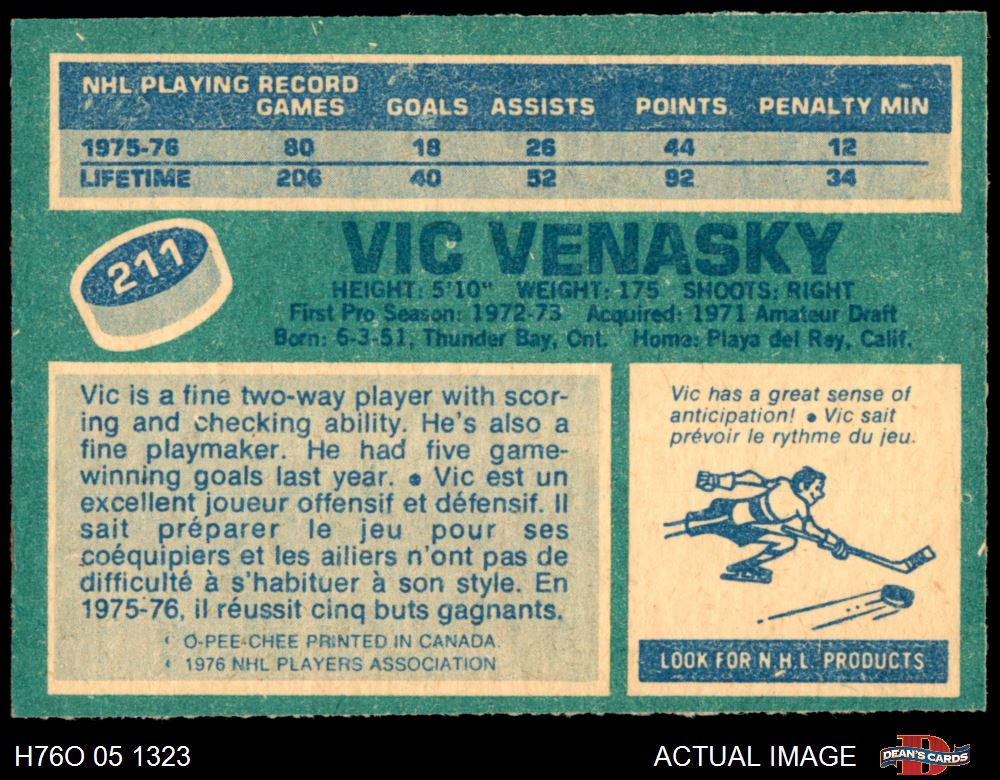 NHL PLAYING RECORD
GAMES GOALS ASSISTS POINTS. PENALTY MIN
1975-76 80 18 26 44 12
LIFETIME 206 40 52 92 34
211
VIC VENASKY
HEIGHT: 5'10" WEIGHT: 175 SHOOTS: RIGHT
First Pro Season: 1972-73 Acquired: 1971 Amateur Draft
Born: 6-3-51, Thunder Bay, Ont. Home: Playa del Rey, Calif.
Vic is a fine two-way player with scor-
ing and checking ability. He's also a
fine playmaker. He had five game-
winning goals last year. ● Vic est un
excellent joueur offensif et défensif. Il
sait préparer le jeu pour ses
coéquipiers et les ailiers n'ont pas de
difficulté à s'habituer à son style. En
1975-76, il réussit cinq buts gagnants.
O-PEE-CHEE PRINTED IN CANADA.
1976 NHL PLAYERS ASSOCIATION
Vic has a great sense of
anticipation! ● Vic sait
prévoir le rythme du jeu.
LOOK FOR N.H.L. PRODUCTS
H76O 05 1323
ACTUAL IMAGE
DEAN'S CARDS